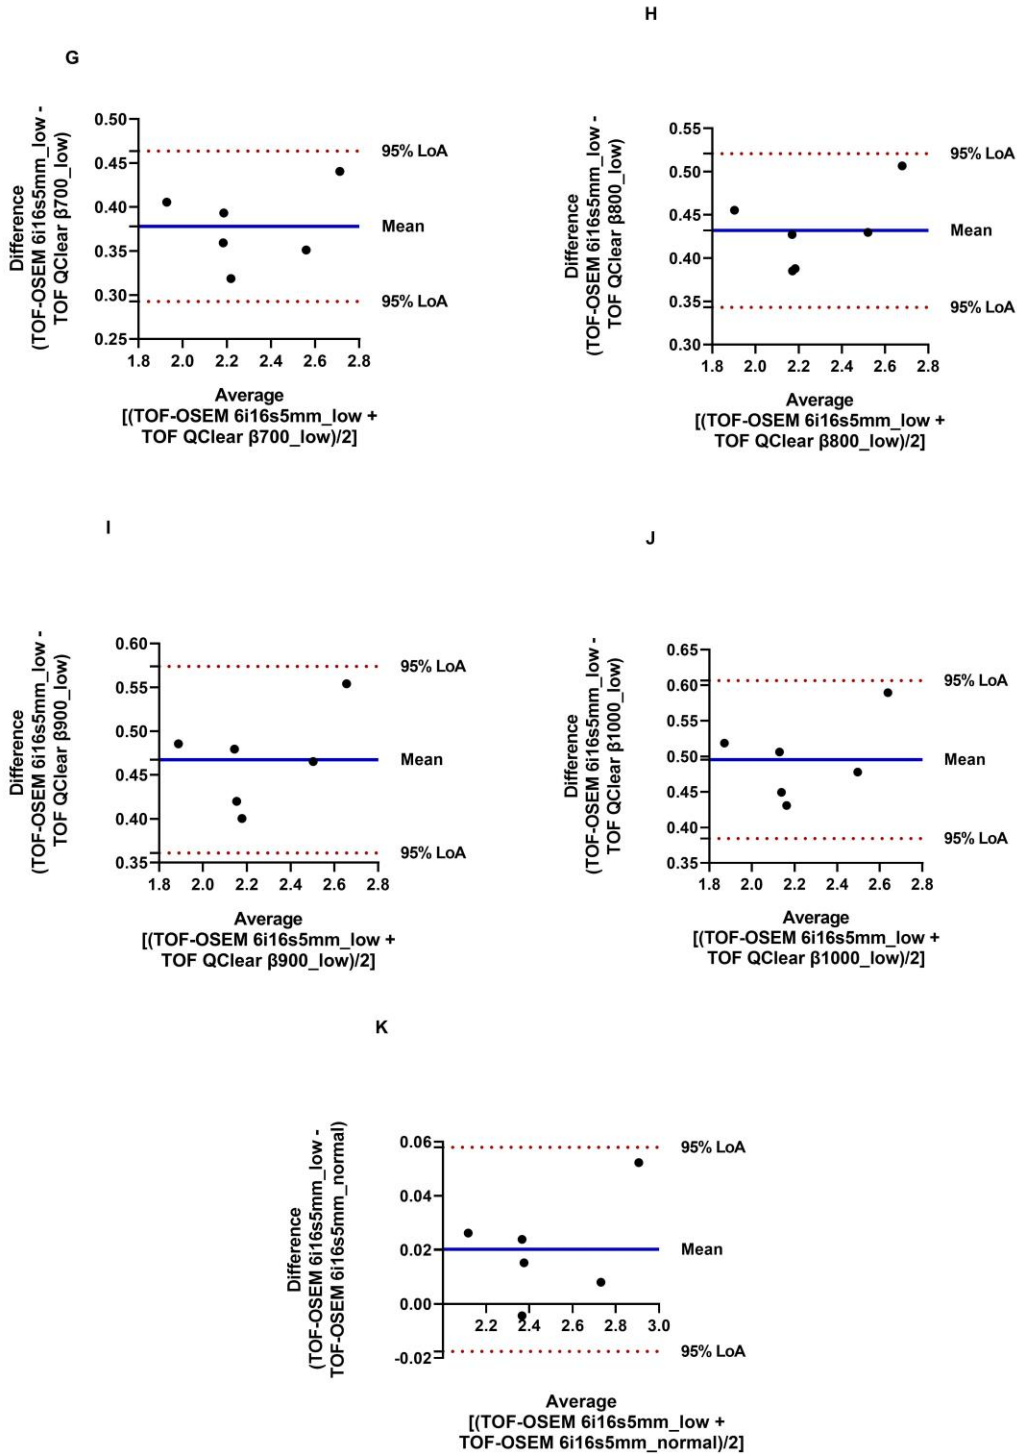 G
Difference
(TOF-OSEM 6i16s5mm_low -
TOF QClear β700_low)
0.50
0.45
0.40
0.35
0.30
0.25
95% LoA
Mean
95% LoA
1.8 2.0 2.2 2.4 2.6 2.8
Average
[(TOF-OSEM 6i16s5mm_low +
TOF QClear β700_low)/2]
H
Difference
(TOF-OSEM 6i16s5mm_low -
TOF QClear β800_low)
0.55
0.50
0.45
0.40
0.35
0.30
95% LoA
Mean
95% LoA
1.8 2.0 2.2 2.4 2.6 2.8
Average
[(TOF-OSEM 6i16s5mm_low +
TOF QClear β800_low)/2]
I
Difference
(TOF-OSEM 6i16s5mm_low -
TOF QClear β900_low)
0.60
0.55
0.50
0.45
0.40
0.35
95% LoA
Mean
95% LoA
1.8 2.0 2.2 2.4 2.6 2.8
Average
[(TOF-OSEM 6i16s5mm_low +
TOF QClear β900_low)/2]
J
Difference
(TOF-OSEM 6i16s5mm_low -
TOF QClear β1000_low)
0.65
0.60
0.55
0.50
0.45
0.40
0.35
95% LoA
Mean
95% LoA
1.8 2.0 2.2 2.4 2.6 2.8
Average
[(TOF-OSEM 6i16s5mm_low +
TOF QClear β1000_low)/2]
K
Difference
(TOF-OSEM 6i16s5mm_low -
TOF-OSEM 6i16s5mm_normal)
0.06
0.04
0.02
0.00
-0.02
95% LoA
Mean
95% LoA
2.2 2.4 2.6 2.8 3.0
Average
[(TOF-OSEM 6i16s5mm_low +
TOF-OSEM 6i16s5mm_normal)/2]